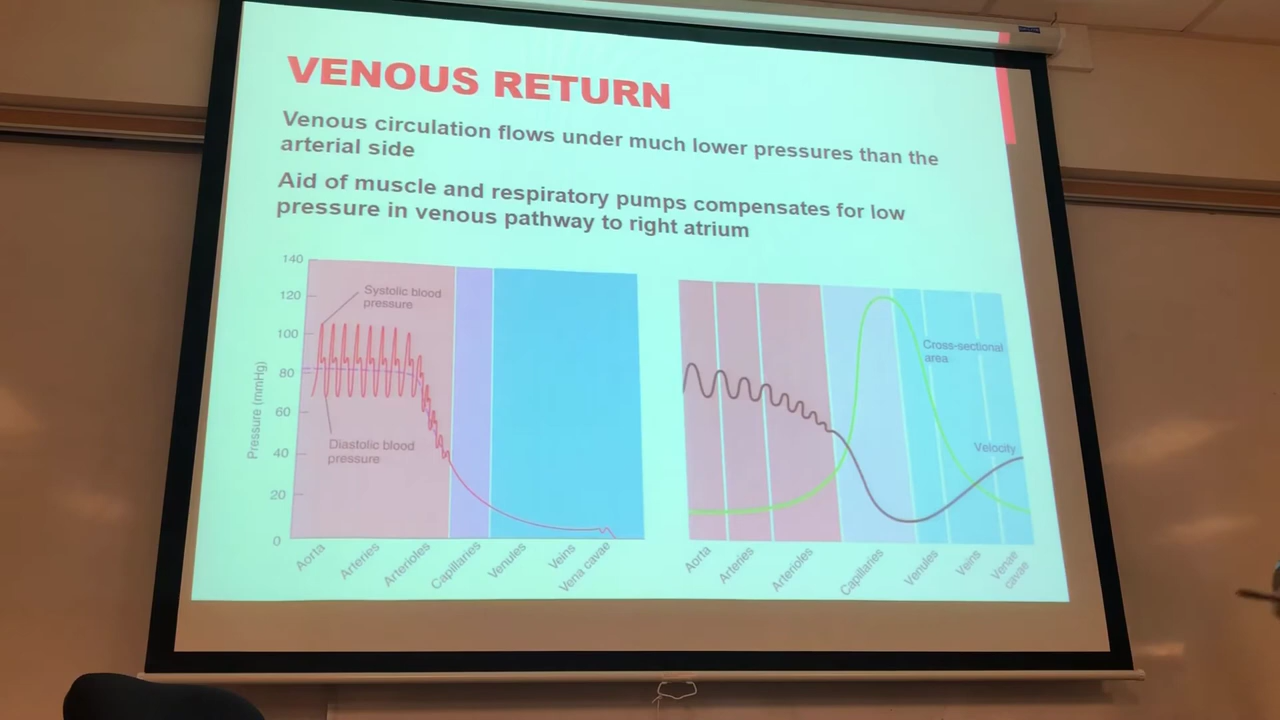 VENOUS RETURN
Venous circulation flows under much lower pressures than the
arterial side
Aid of muscle and respiratory pumps compensates for low
pressure in venous pathway to right atrium
140
120
100
80
60
40
20
0
Pressure (mmHg)
Systolic blood
pressure
Diastolic blood
pressure
Aorta
Arteries
Arterioles
Capillaries
Venules
Veins
Vena cavae
Cross-sectional
area
Velocity
Aorta
Arteries
Arterioles
Capillaries
Venules
Veins
Venae
cavae